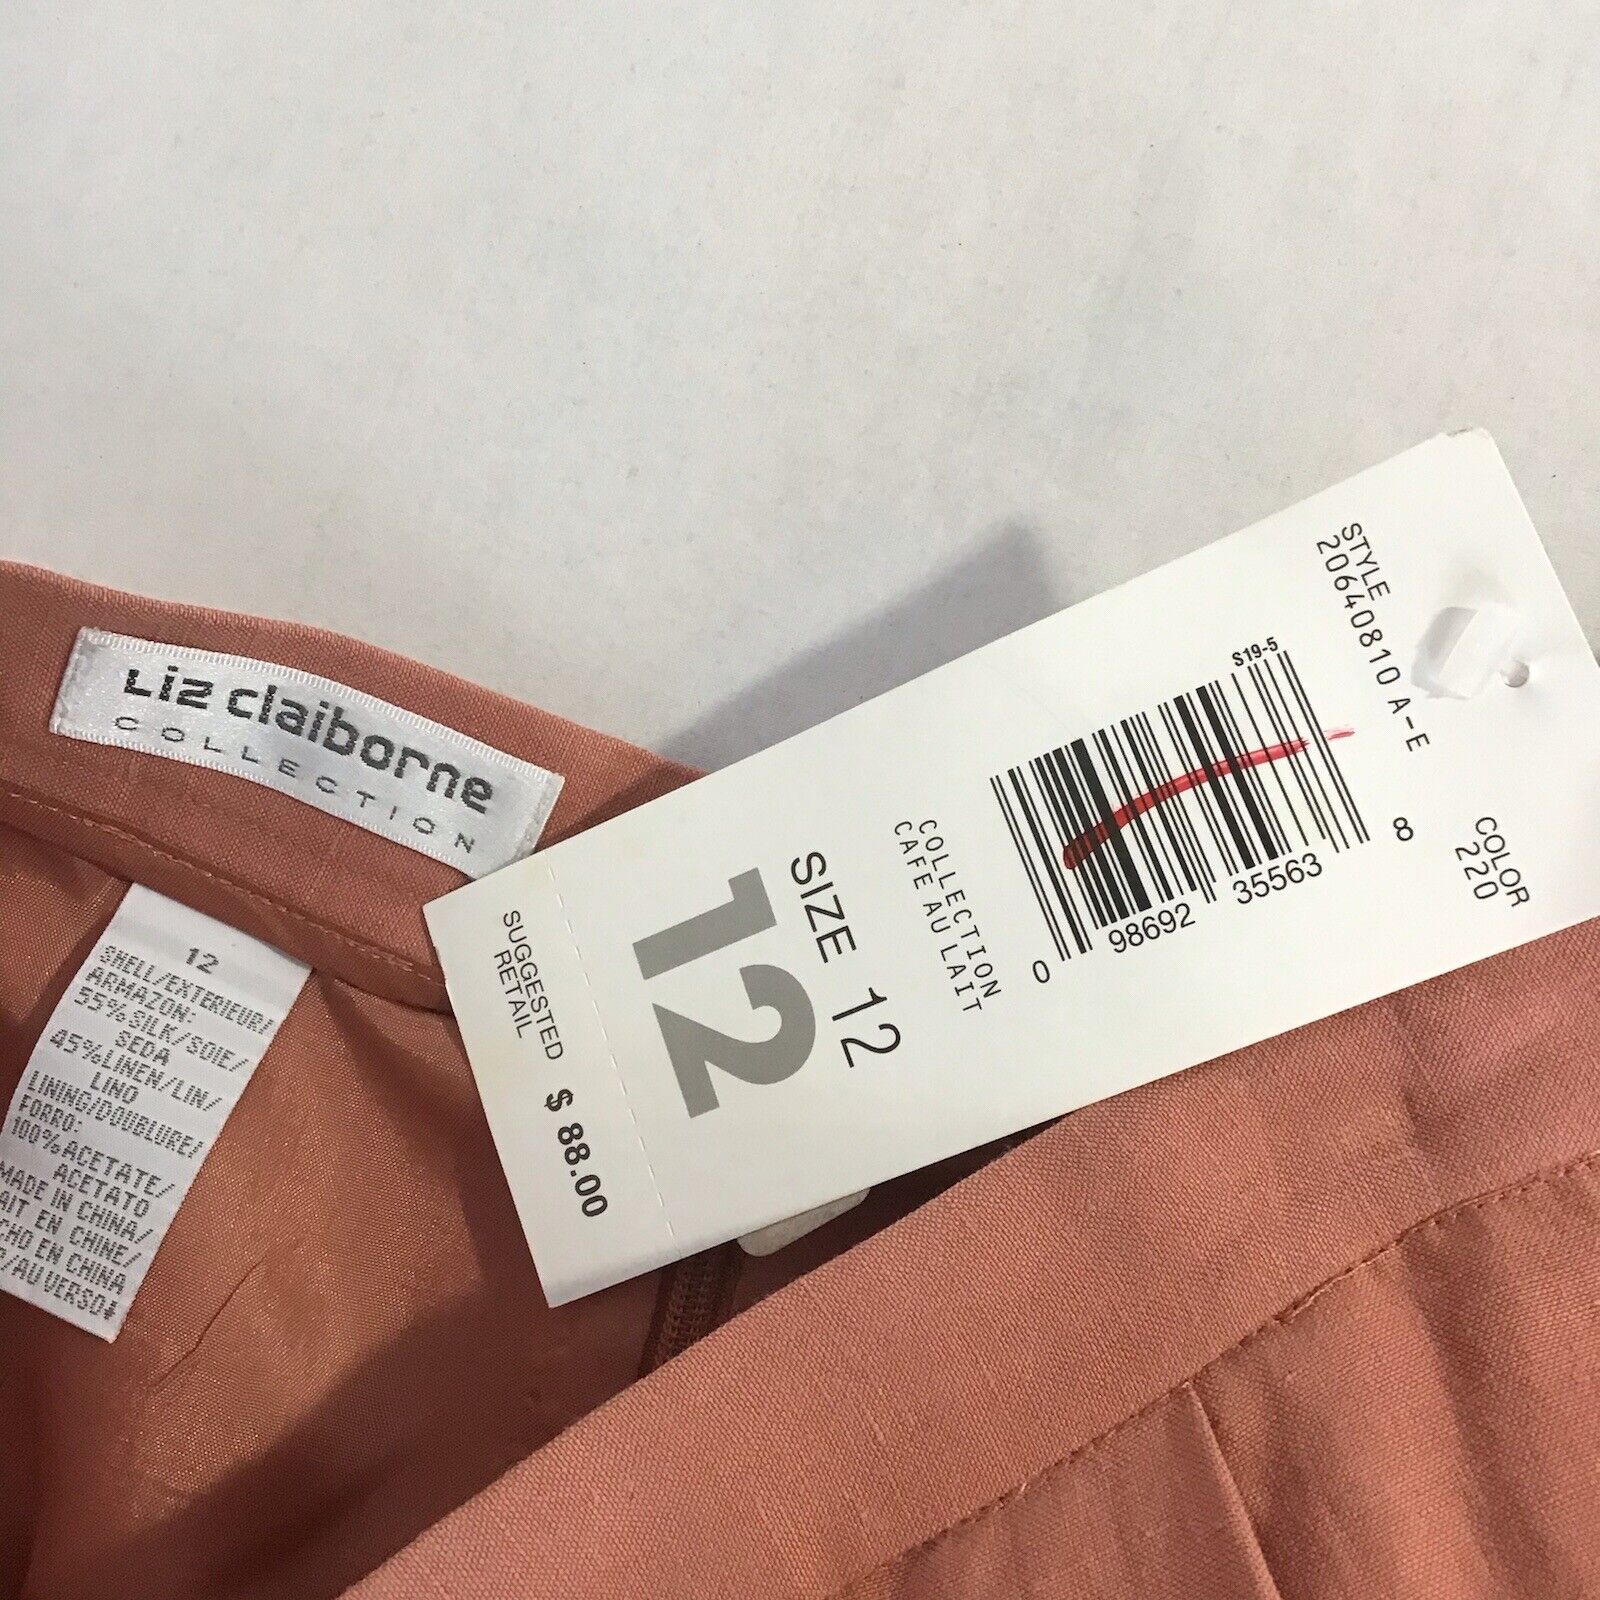 Liz claiborne
COLLECTION
12
SHELL/EXTERIEUR/
ARMAZON:
55%SILK/SOIE/
SEDA
45%LINEN/LIN/
LINO
LINING/DOUBLURE/
FORRO:
100%ACETATE/
ACETATO
MADE IN CHINA/
AIT EN CHINE/
CHO EN CHINA
P/AU VERSO↓
STYLE
20640810 A-E
COLOR
220
S19-5
0 98692 35563 8
COLLECTION
CAFE AU LAIT
SIZE 12
12
SUGGESTED
RETAIL
$ 88.00